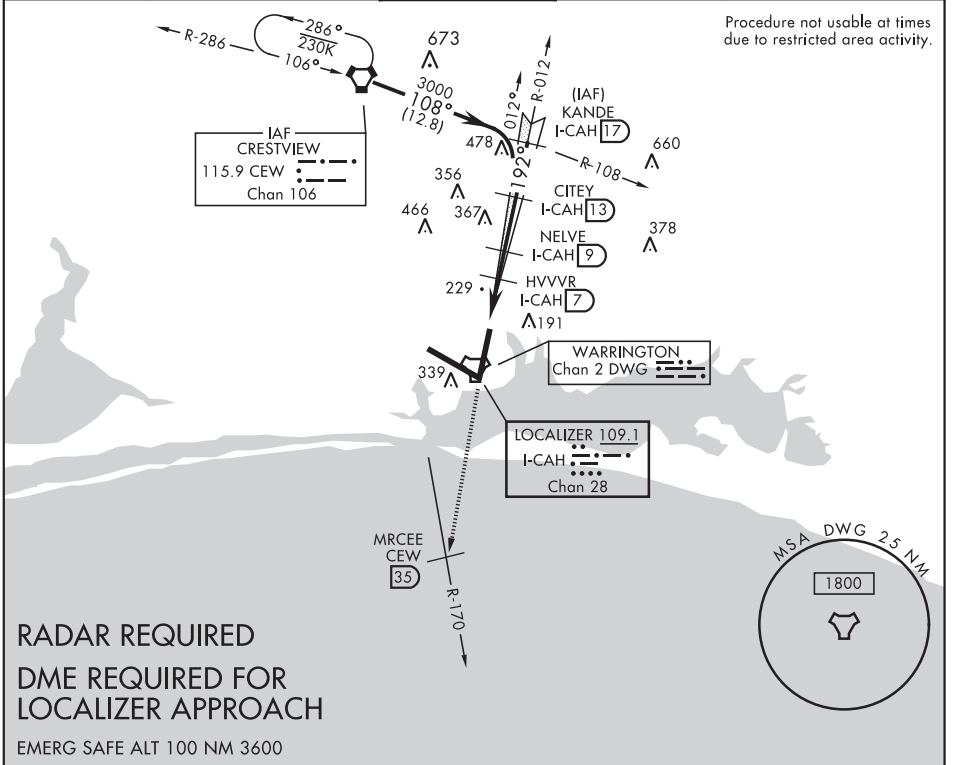 Procedure not usable at times
due to restricted area activity.
R-286
286°
230K
106°
673
3000
108°
(12.8)
012°
R-012
(IAF)
KANDE
I-CAH 17
IAF
CRESTVIEW
115.9 CEW
Chan 106
478
192°
R-108
660
356
CITEY
I-CAH 13
466
367
378
NELVE
I-CAH 9
229
HVVVR
I-CAH 7
191
WARRINGTON
Chan 2 DWG
339
LOCALIZER 109.1
I-CAH
Chan 28
MRCEE
CEW
35
R-170
MSA DWG 25 NM
1800
RADAR REQUIRED
DME REQUIRED FOR
LOCALIZER APPROACH
EMERG SAFE ALT 100 NM 3600